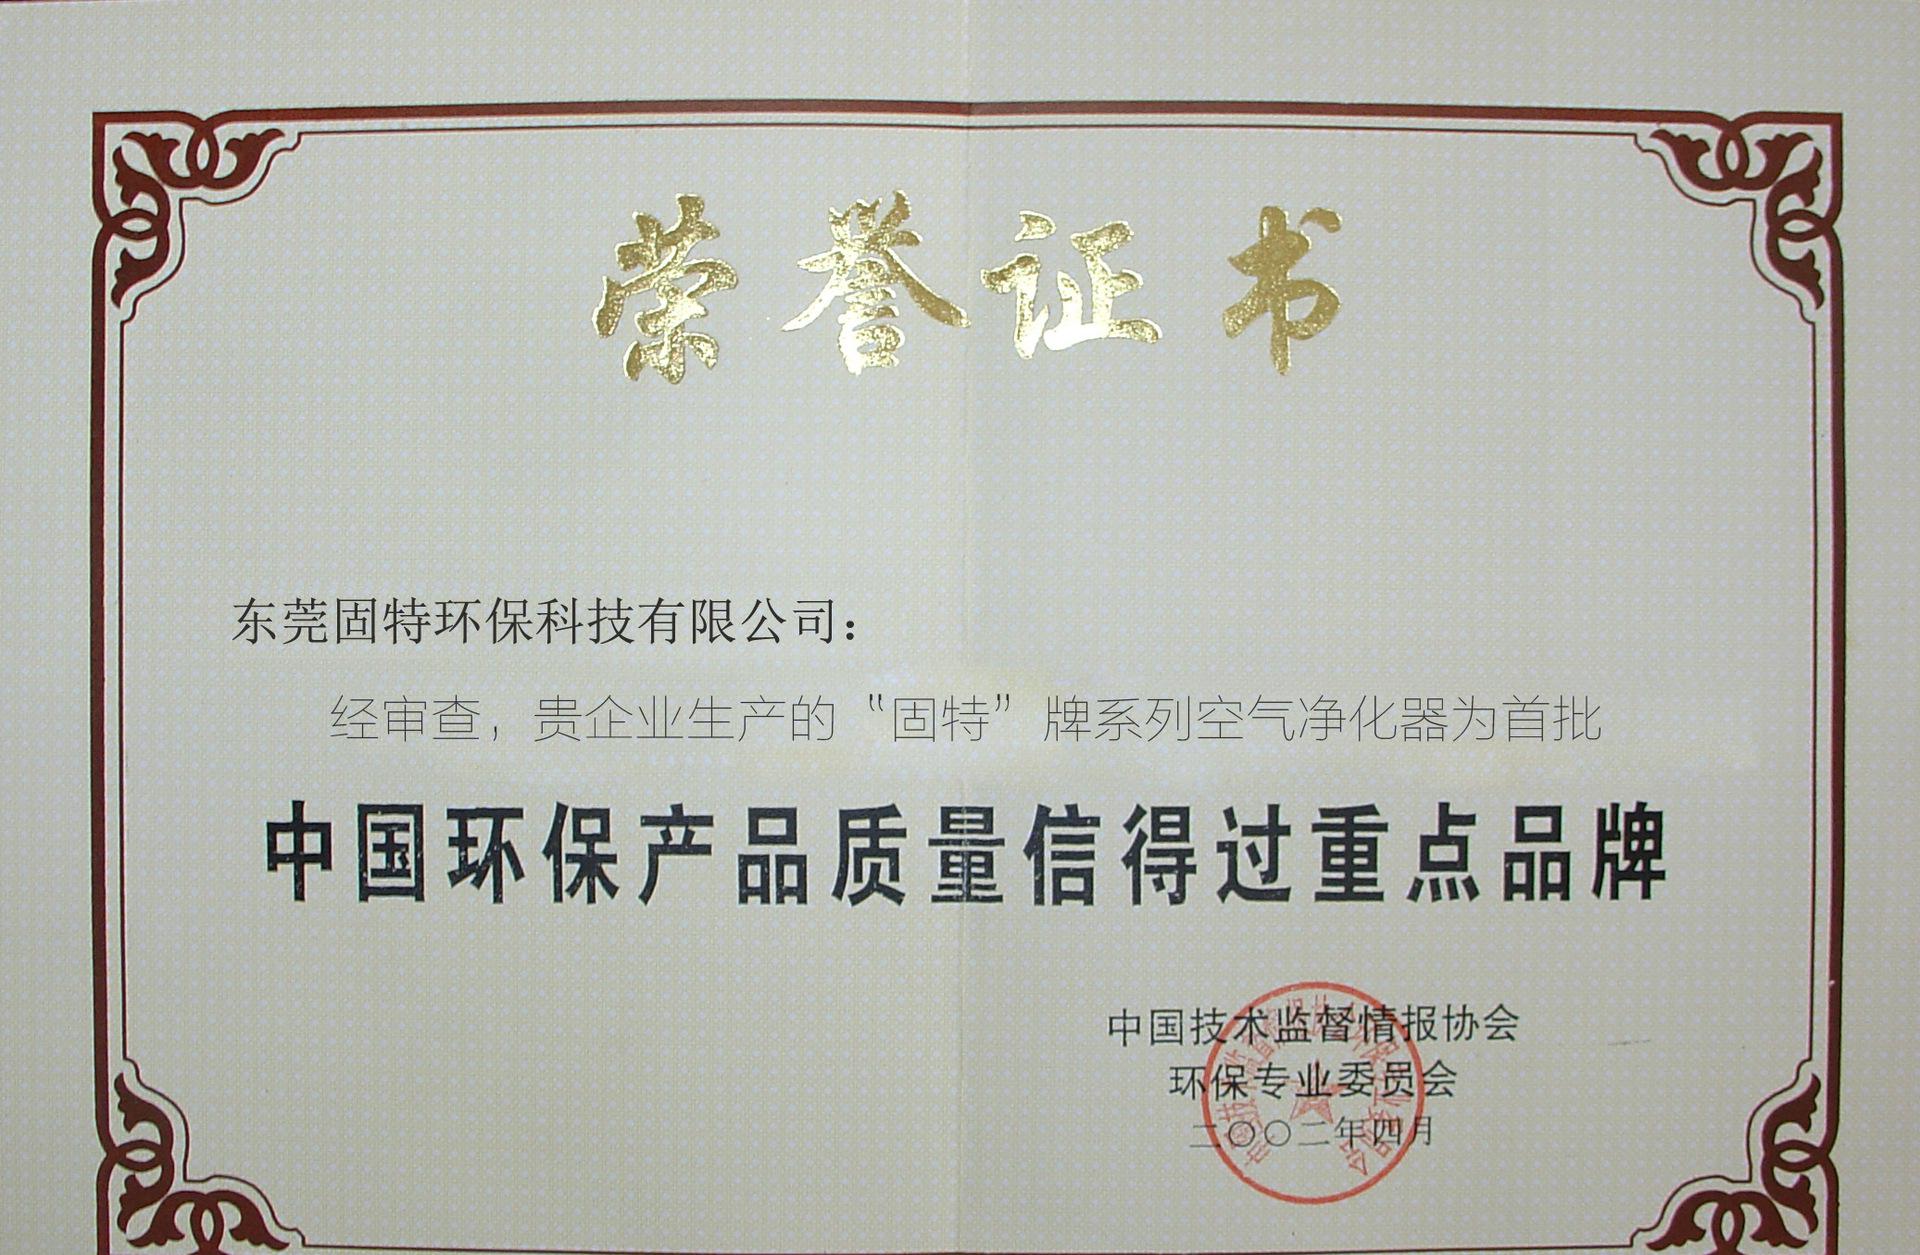 荣誉证书
东莞固特环保科技有限公司：
经审查，贵企业生产的“固特”牌系列空气净化器为首批
中国环保产品质量信得过重点品牌
中国技术监督情报协会
环保专业委员会
二〇〇二年四月